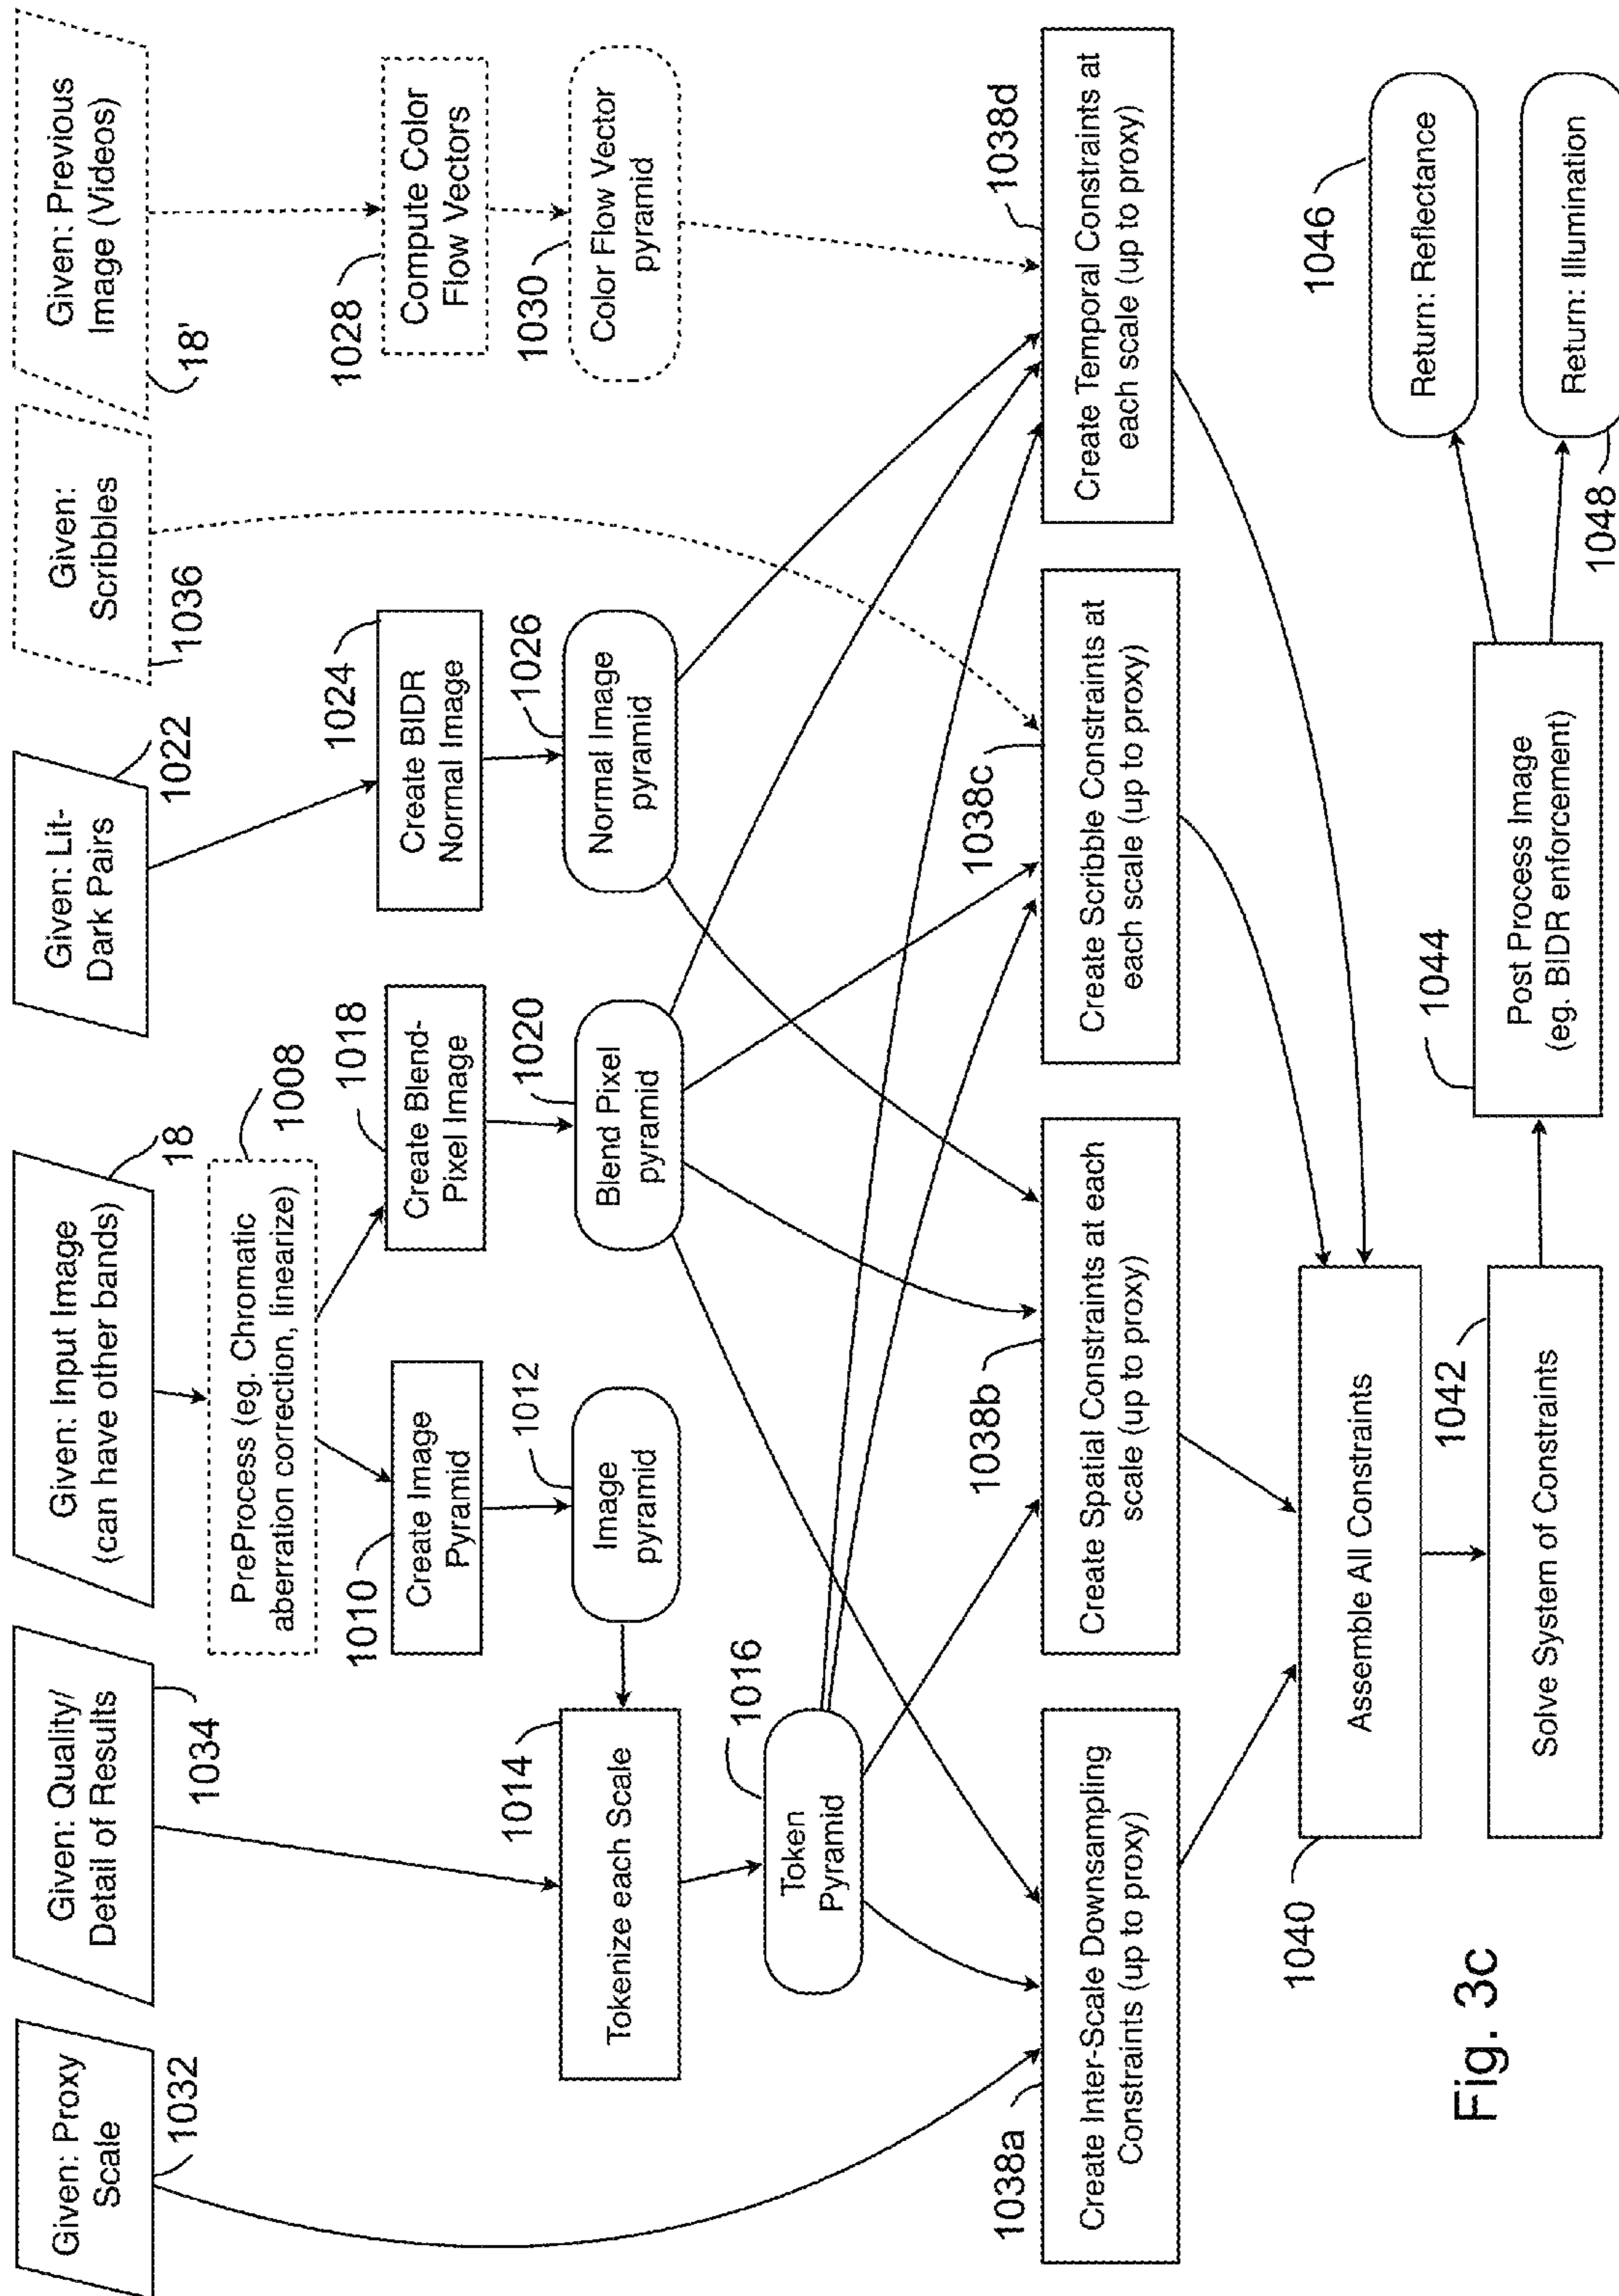 Given: Proxy
Scale
1032
Given: Quality/
Detail of Results
1034
Given: Input Image
(can have other bands)
18
Given: Lit-
Dark Pairs
1022
Given:
Scribbles
1036
Given: Previous
Image (Videos)
18'
PreProcess (eg. Chromatic
aberration correction, linearize)
1008
1010
Create Image
Pyramid
1018
Create Blend-
Pixel Image
1024
Create BIDR
Normal Image
1028
Compute Color
Flow Vectors
1012
Image
pyramid
1020
Blend Pixel
pyramid
1026
Normal Image
pyramid
1030
Color Flow Vector
pyramid
1014
Tokenize each Scale
1016
Token
Pyramid
1038a
Create Inter-Scale Downsampling
Constraints (up to proxy)
1038b
Create Spatial Constraints at each
scale (up to proxy)
1038c
Create Scribble Constraints at
each scale (up to proxy)
1038d
Create Temporal Constraints at
each scale (up to proxy)
1040
Assemble All Constraints
1042
Solve System of Constraints
1044
Post Process Image
(eg. BIDR enforcement)
1046
Return: Reflectance
Return: Illumination
1048
Fig. 3c